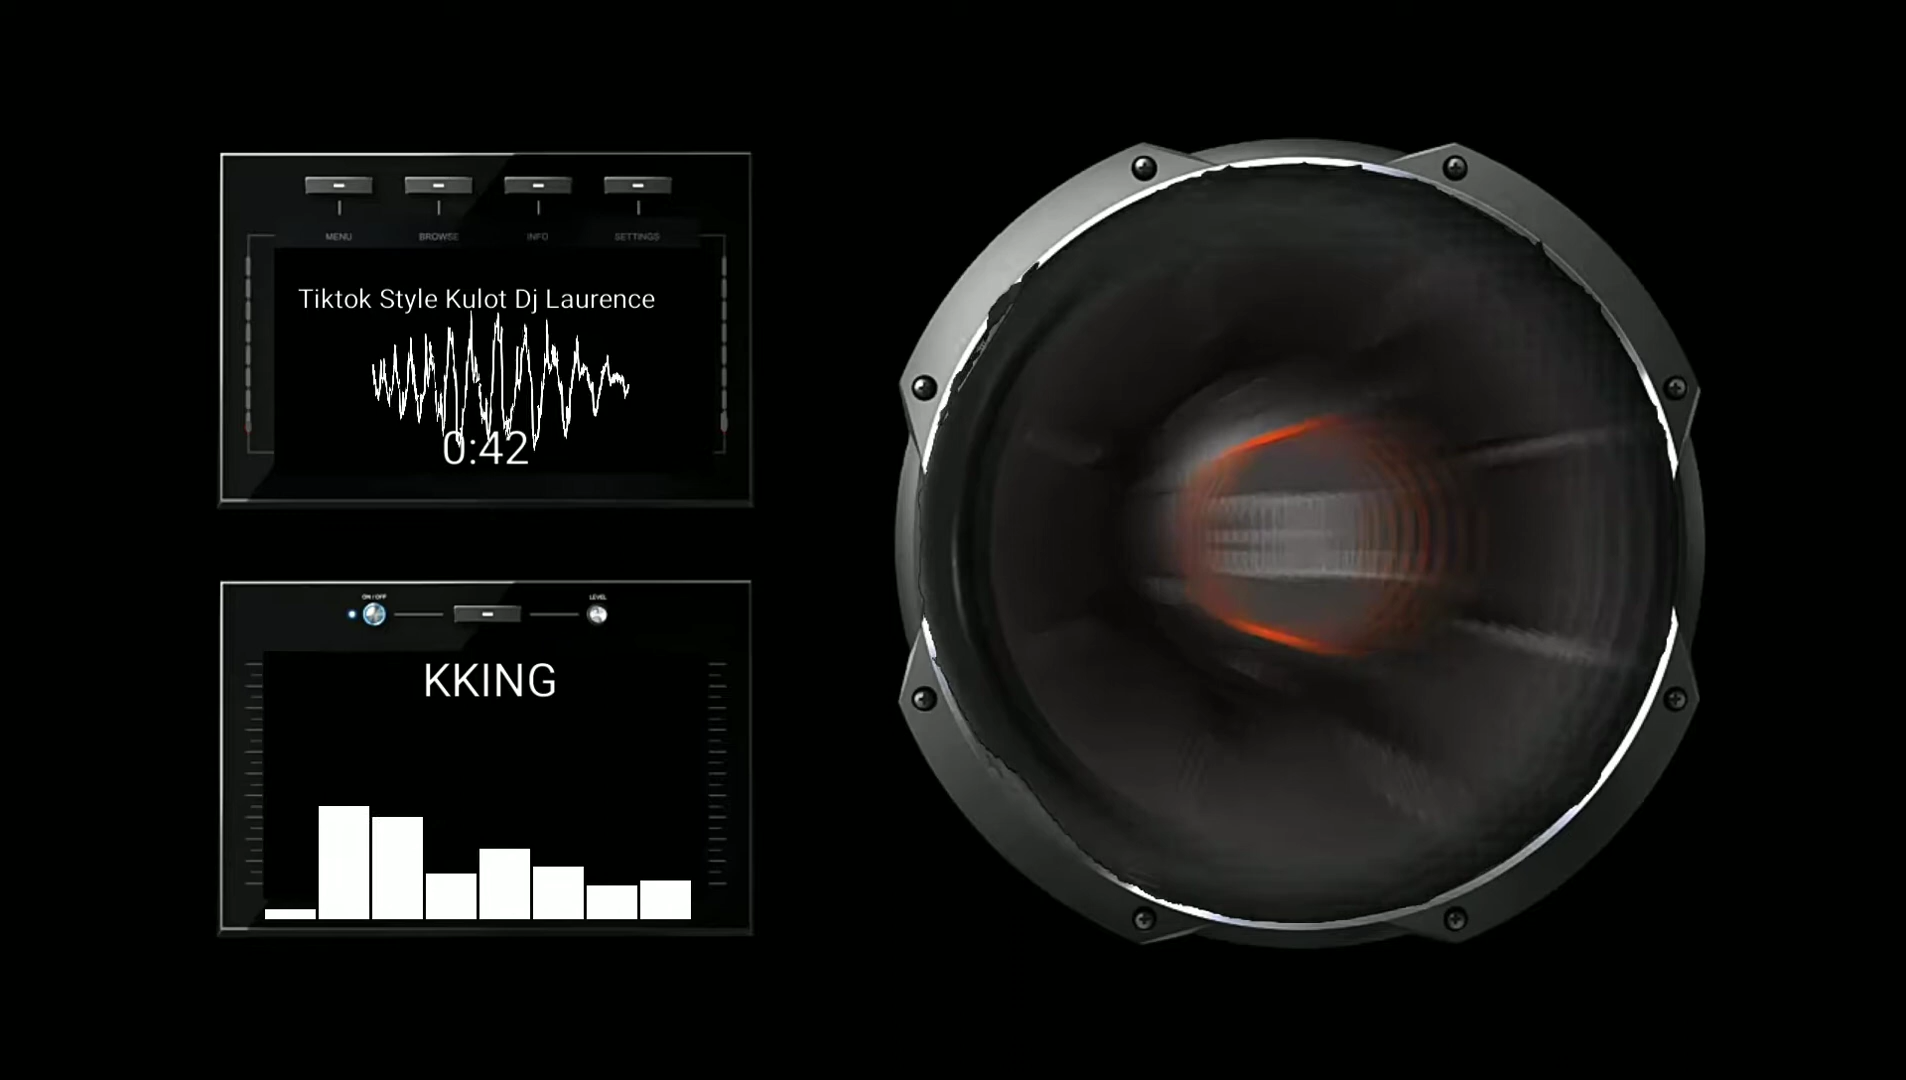 MENU BROWSE INFO SETTINGS
Tiktok Style Kulot Dj Laurence
0:42
ON / OFF LEVEL
KKING